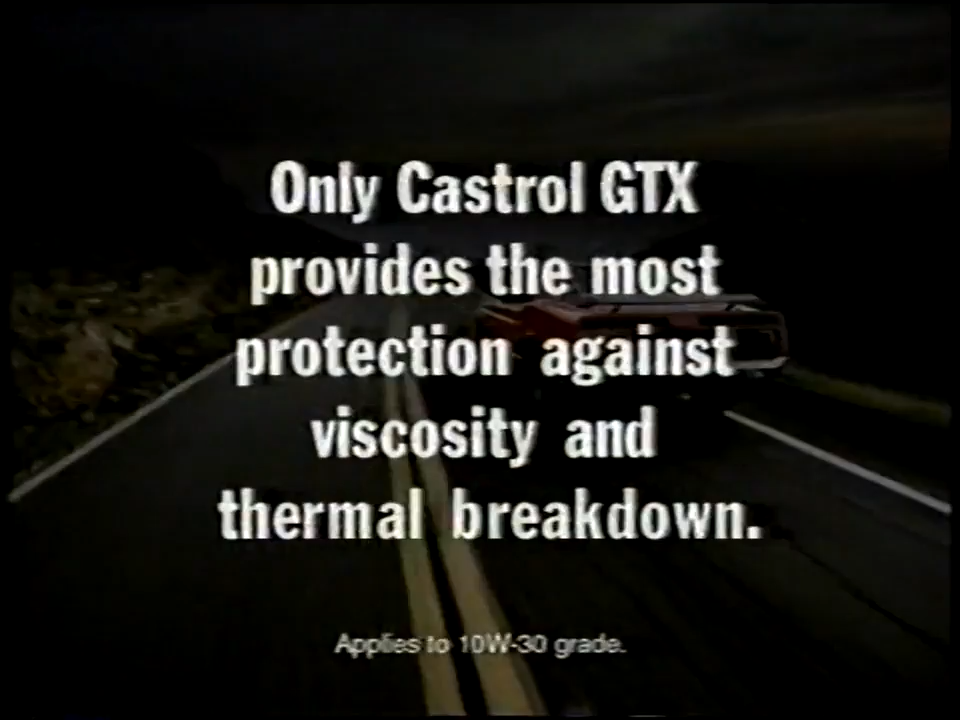 Only Castrol GTX
provides the most
protection against
viscosity and
thermal breakdown.
Applies to 10W-30 grade.